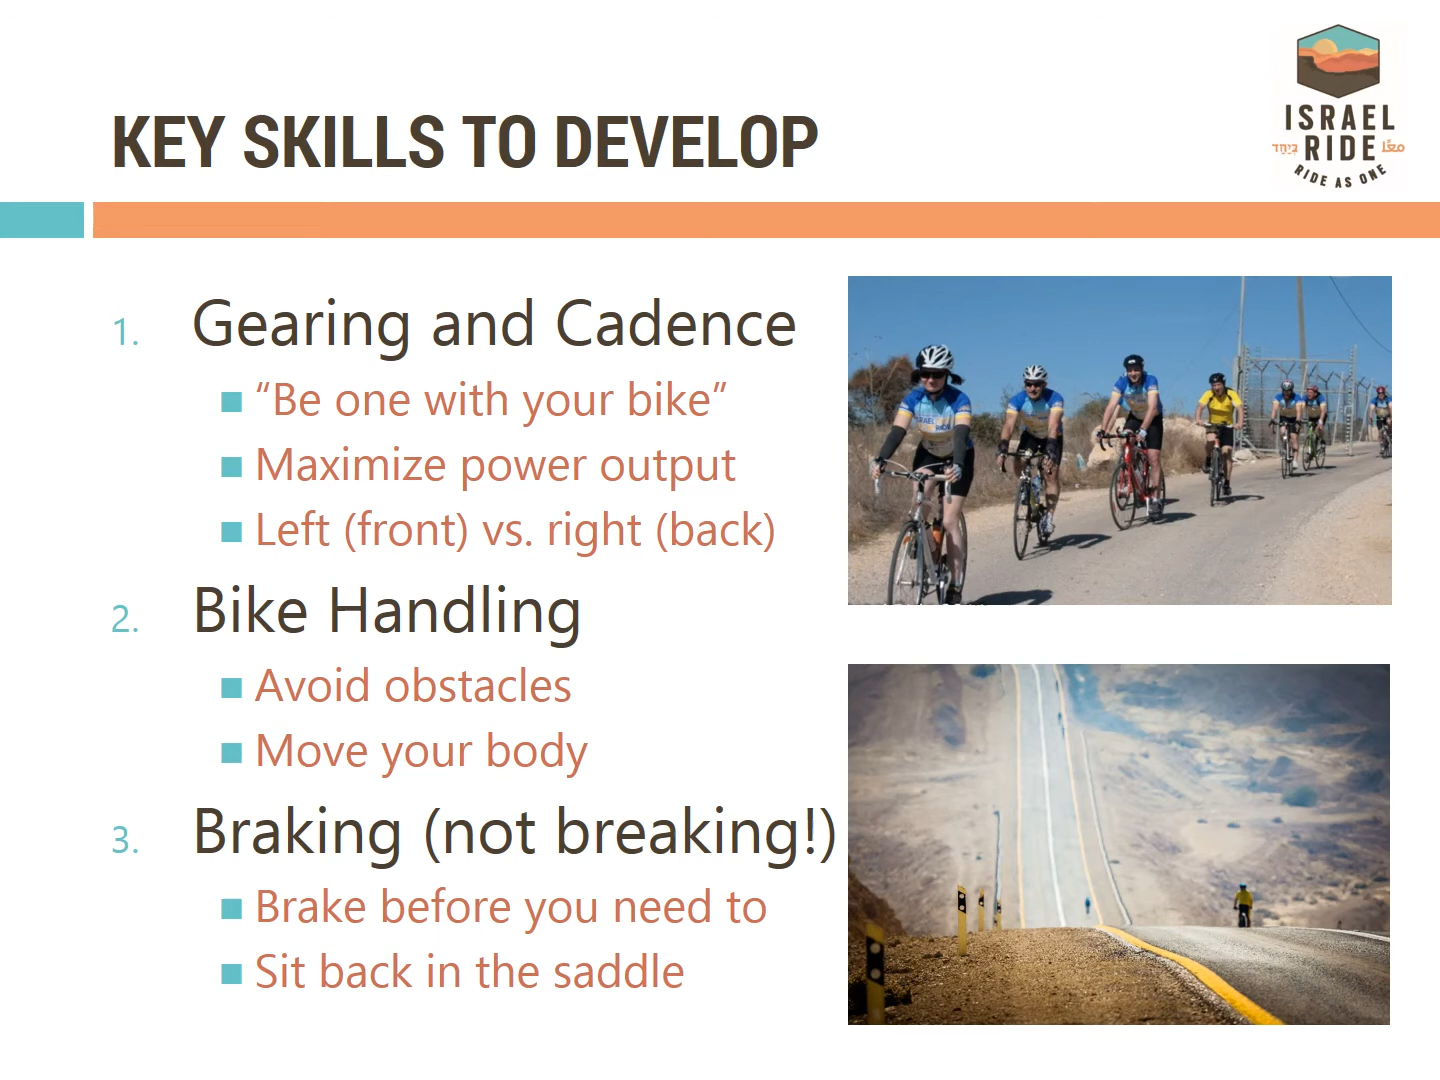 KEY SKILLS TO DEVELOP
ISRAEL
בְּיַחַד RIDE معًا
RIDE AS ONE
1. Gearing and Cadence
■ “Be one with your bike”
■ Maximize power output
■ Left (front) vs. right (back)
2. Bike Handling
■ Avoid obstacles
■ Move your body
3. Braking (not breaking!)
■ Brake before you need to
■ Sit back in the saddle